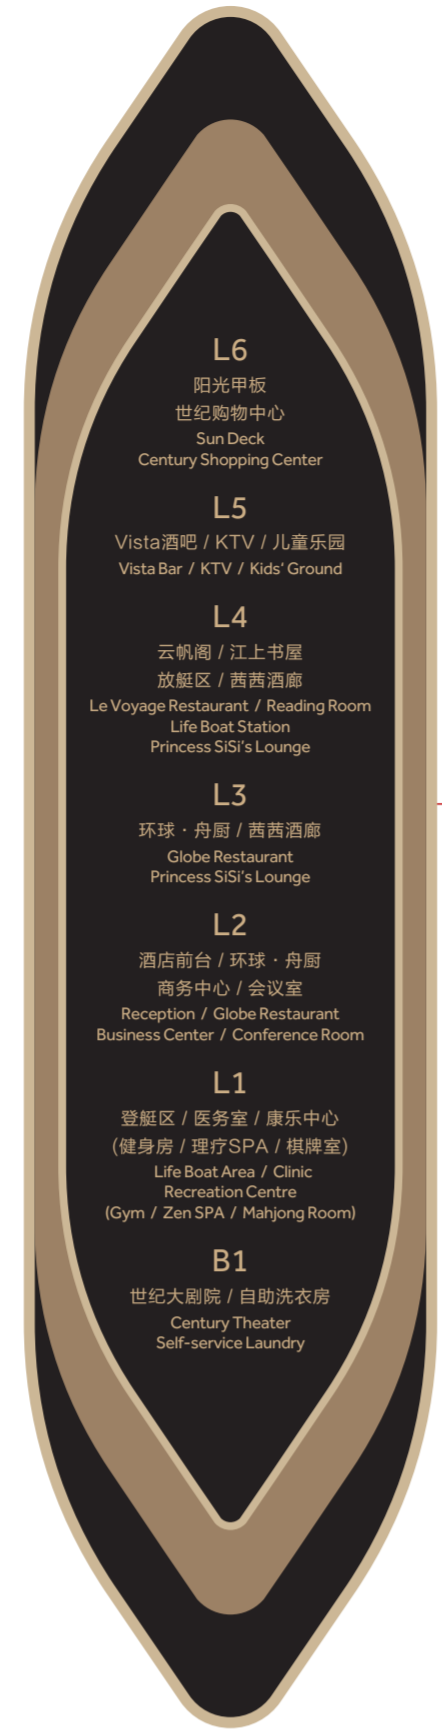 L6
阳光甲板
世纪购物中心
Sun Deck
Century Shopping Center
L5
Vista酒吧 / KTV / 儿童乐园
Vista Bar / KTV / Kids' Ground
L4
云帆阁 / 江上书屋
放艇区 / 茜茜酒廊
Le Voyage Restaurant / Reading Room
Life Boat Station
Princess SiSi's Lounge
L3
环球 · 舟厨 / 茜茜酒廊
Globe Restaurant
Princess SiSi's Lounge
L2
酒店前台 / 环球 · 舟厨
商务中心 / 会议室
Reception / Globe Restaurant
Business Center / Conference Room
L1
登艇区 / 医务室 / 康乐中心
(健身房 / 理疗SPA / 棋牌室)
Life Boat Area / Clinic
Recreation Centre
(Gym / Zen SPA / Mahjong Room)
B1
世纪大剧院 / 自助洗衣房
Century Theater
Self-service Laundry